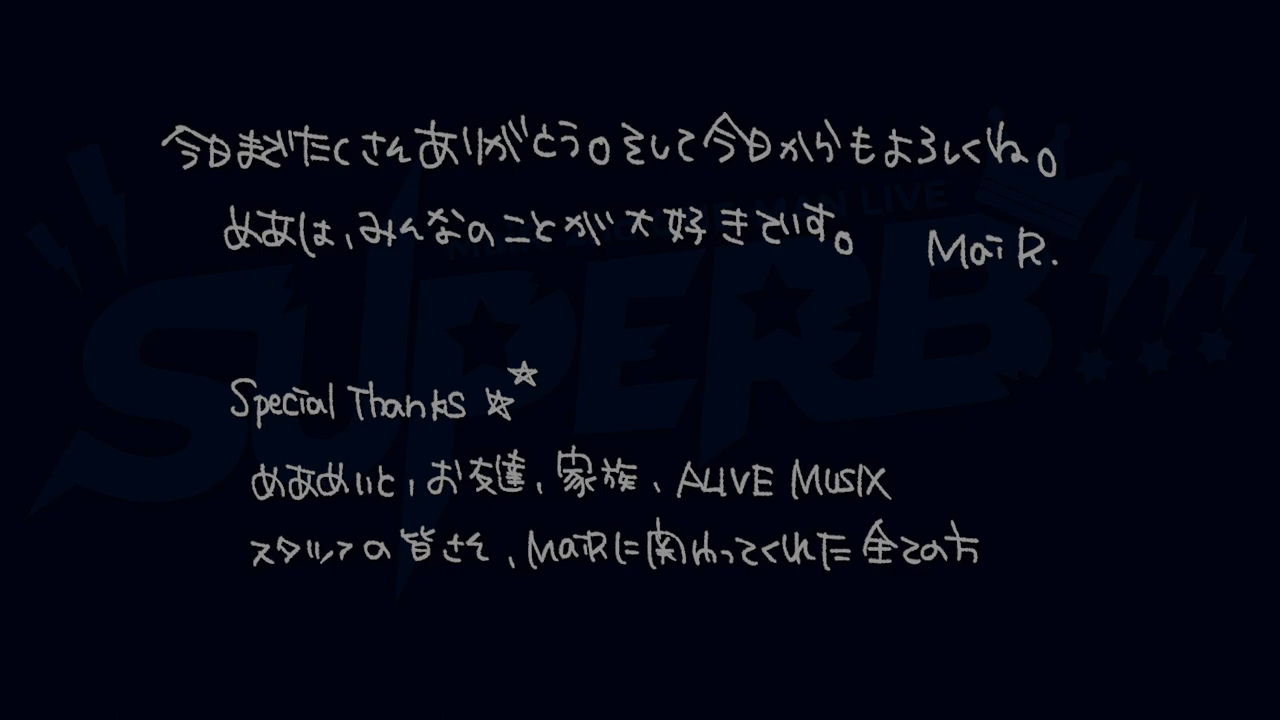 今日までたくさんありがとう。そして今日からもよろしくね。
めあは、みんなのことが大好きです。 MaiR.
Special Thanks ☆☆
めあめいと、お友達、家族、ALIVE MUSIX
スタッフの皆さん、MaiRに関わってくれた全ての方
LIVE
SUPERB!!!